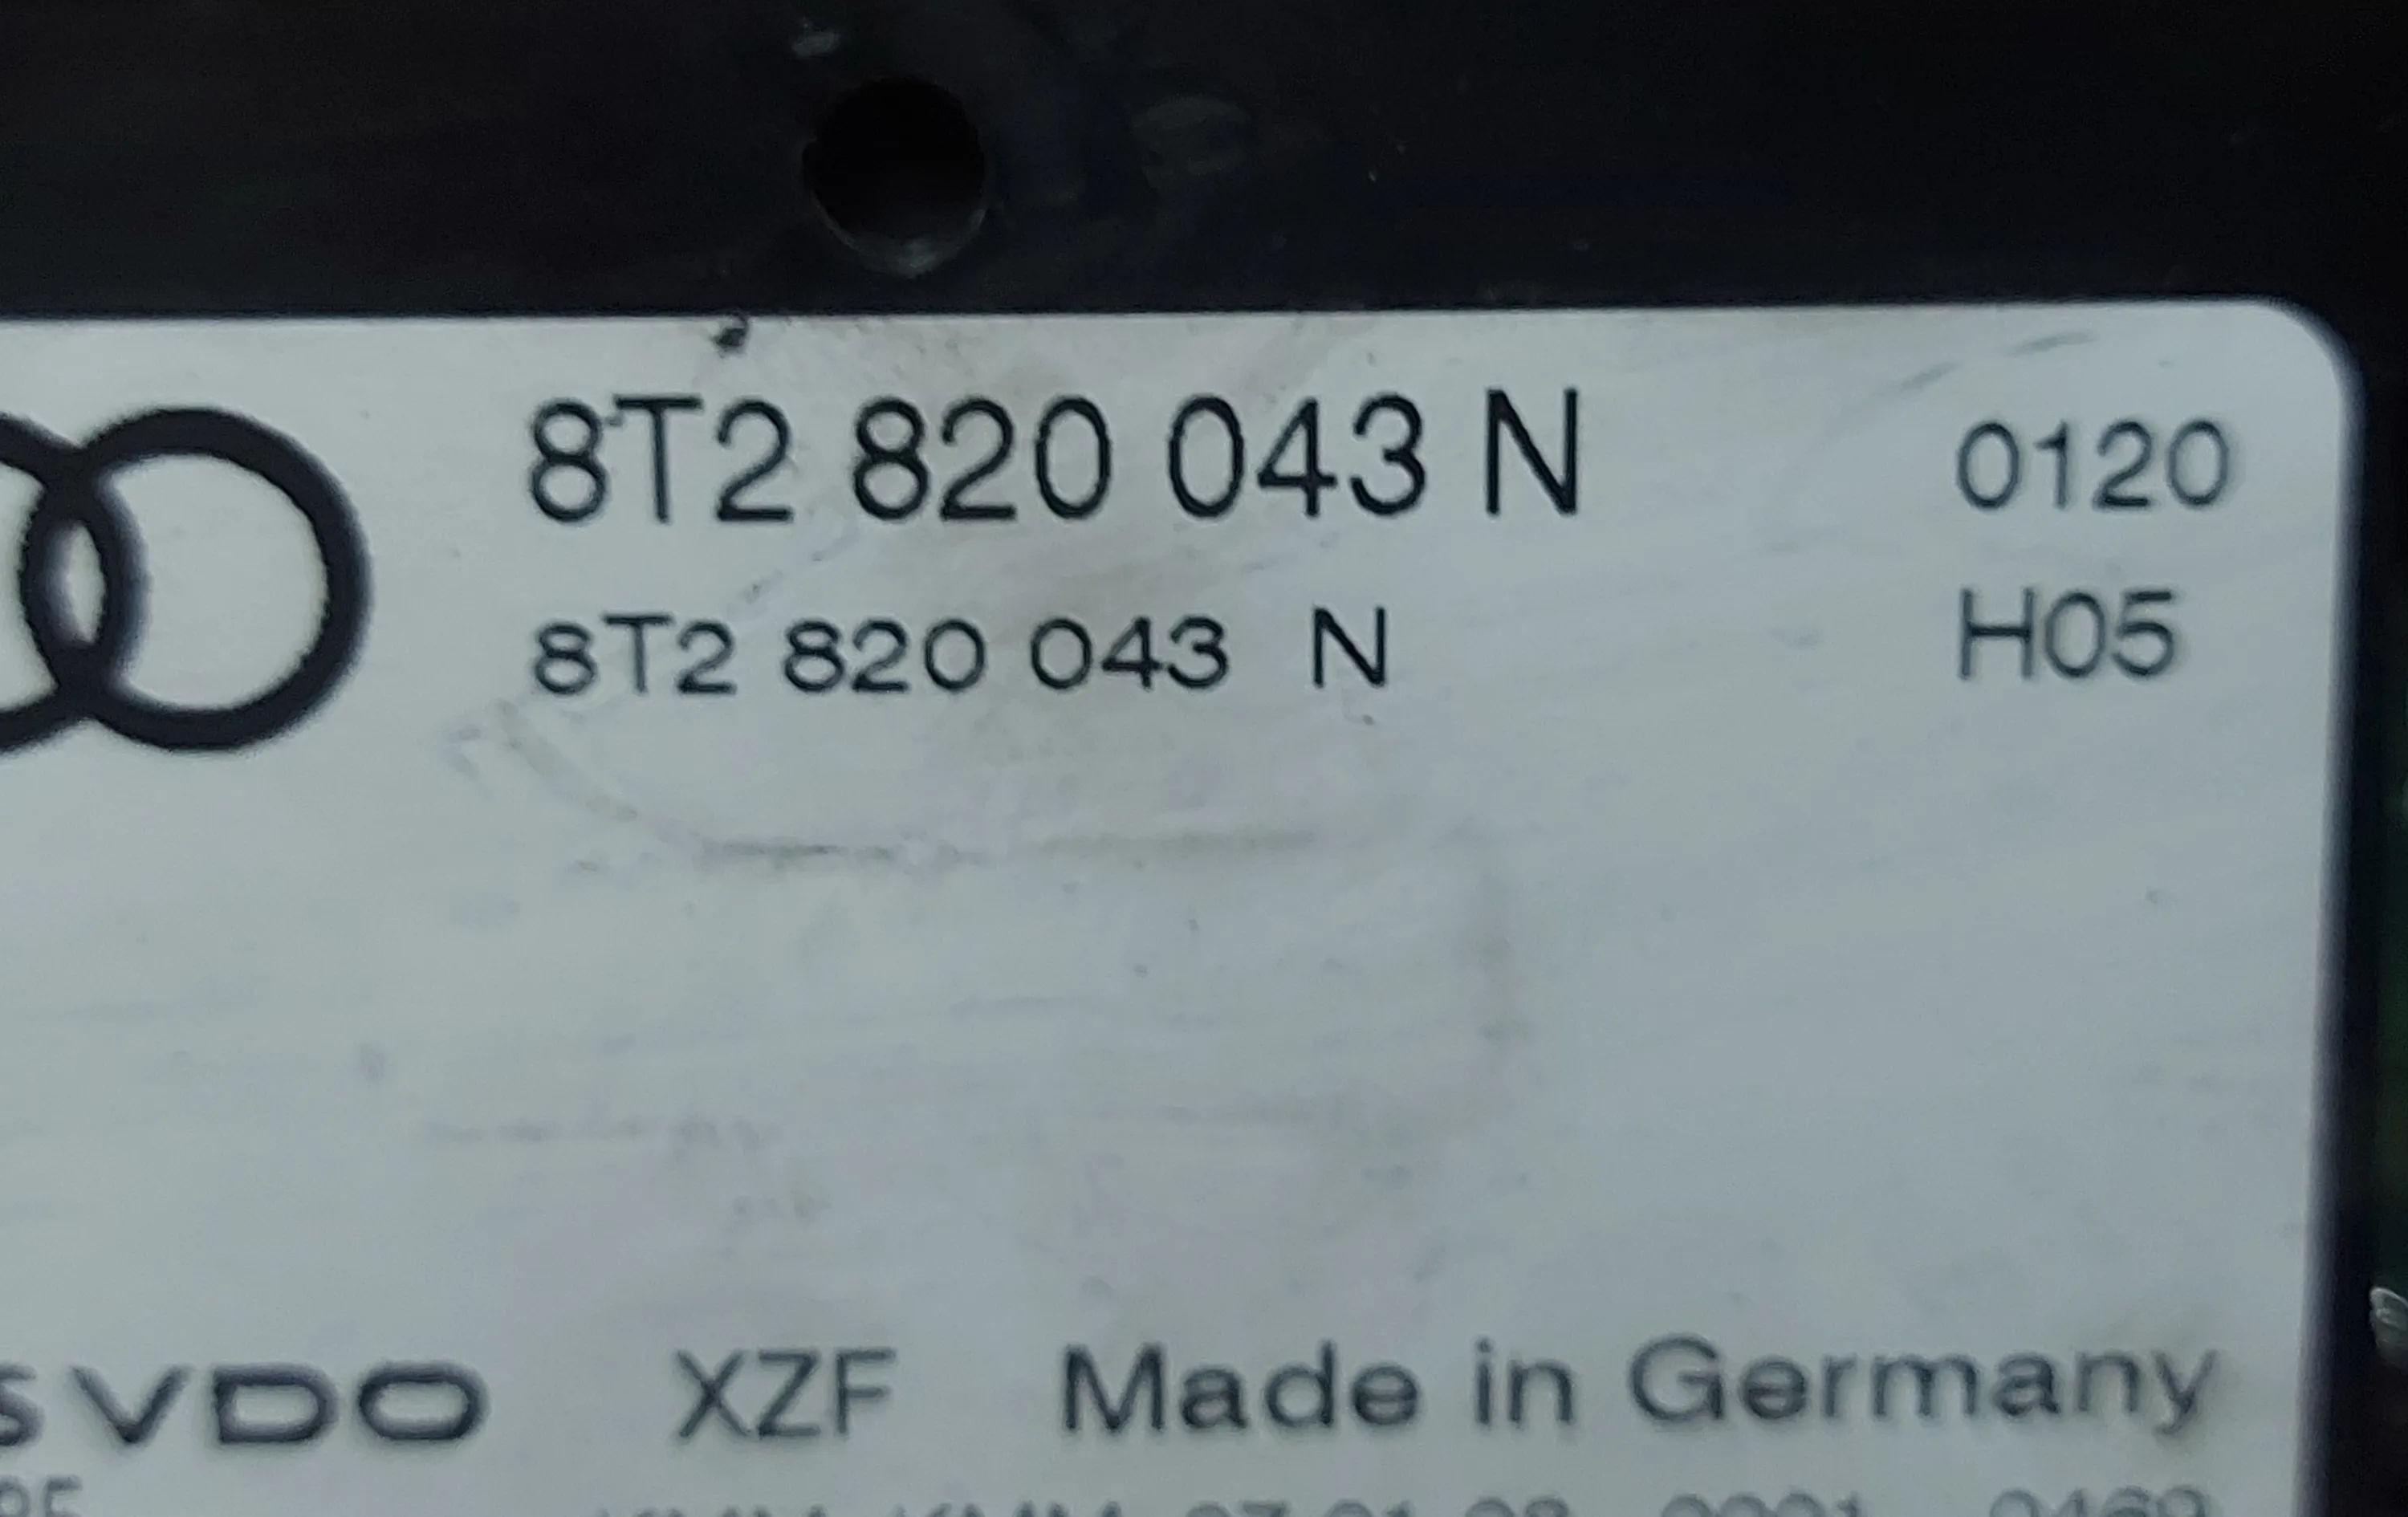 8T2 820 043 N 0120
8T2 820 043 N H05
VDO XZF Made in Germany